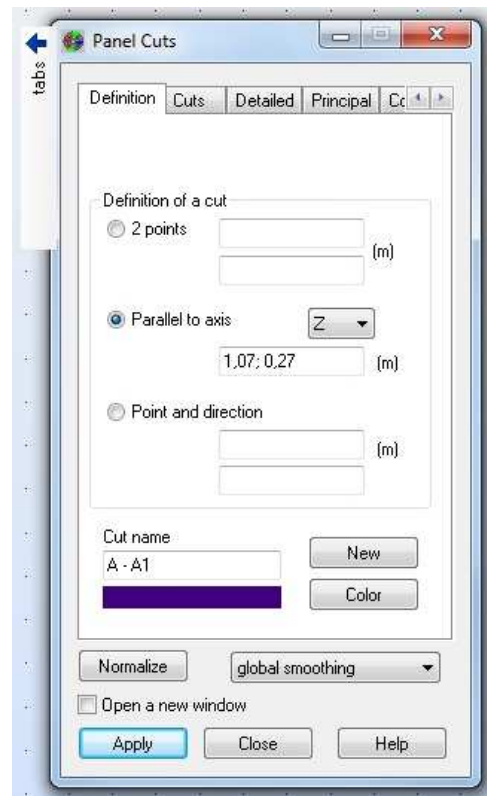 tabs
Panel Cuts
Definition Cuts Detailed Principal Cc
Definition of a cut
2 points
(m)
Parallel to axis Z
1,07; 0,27 (m)
Point and direction
(m)
Cut name
A - A1
New
Color
Normalize global smoothing
Open a new window
Apply Close Help